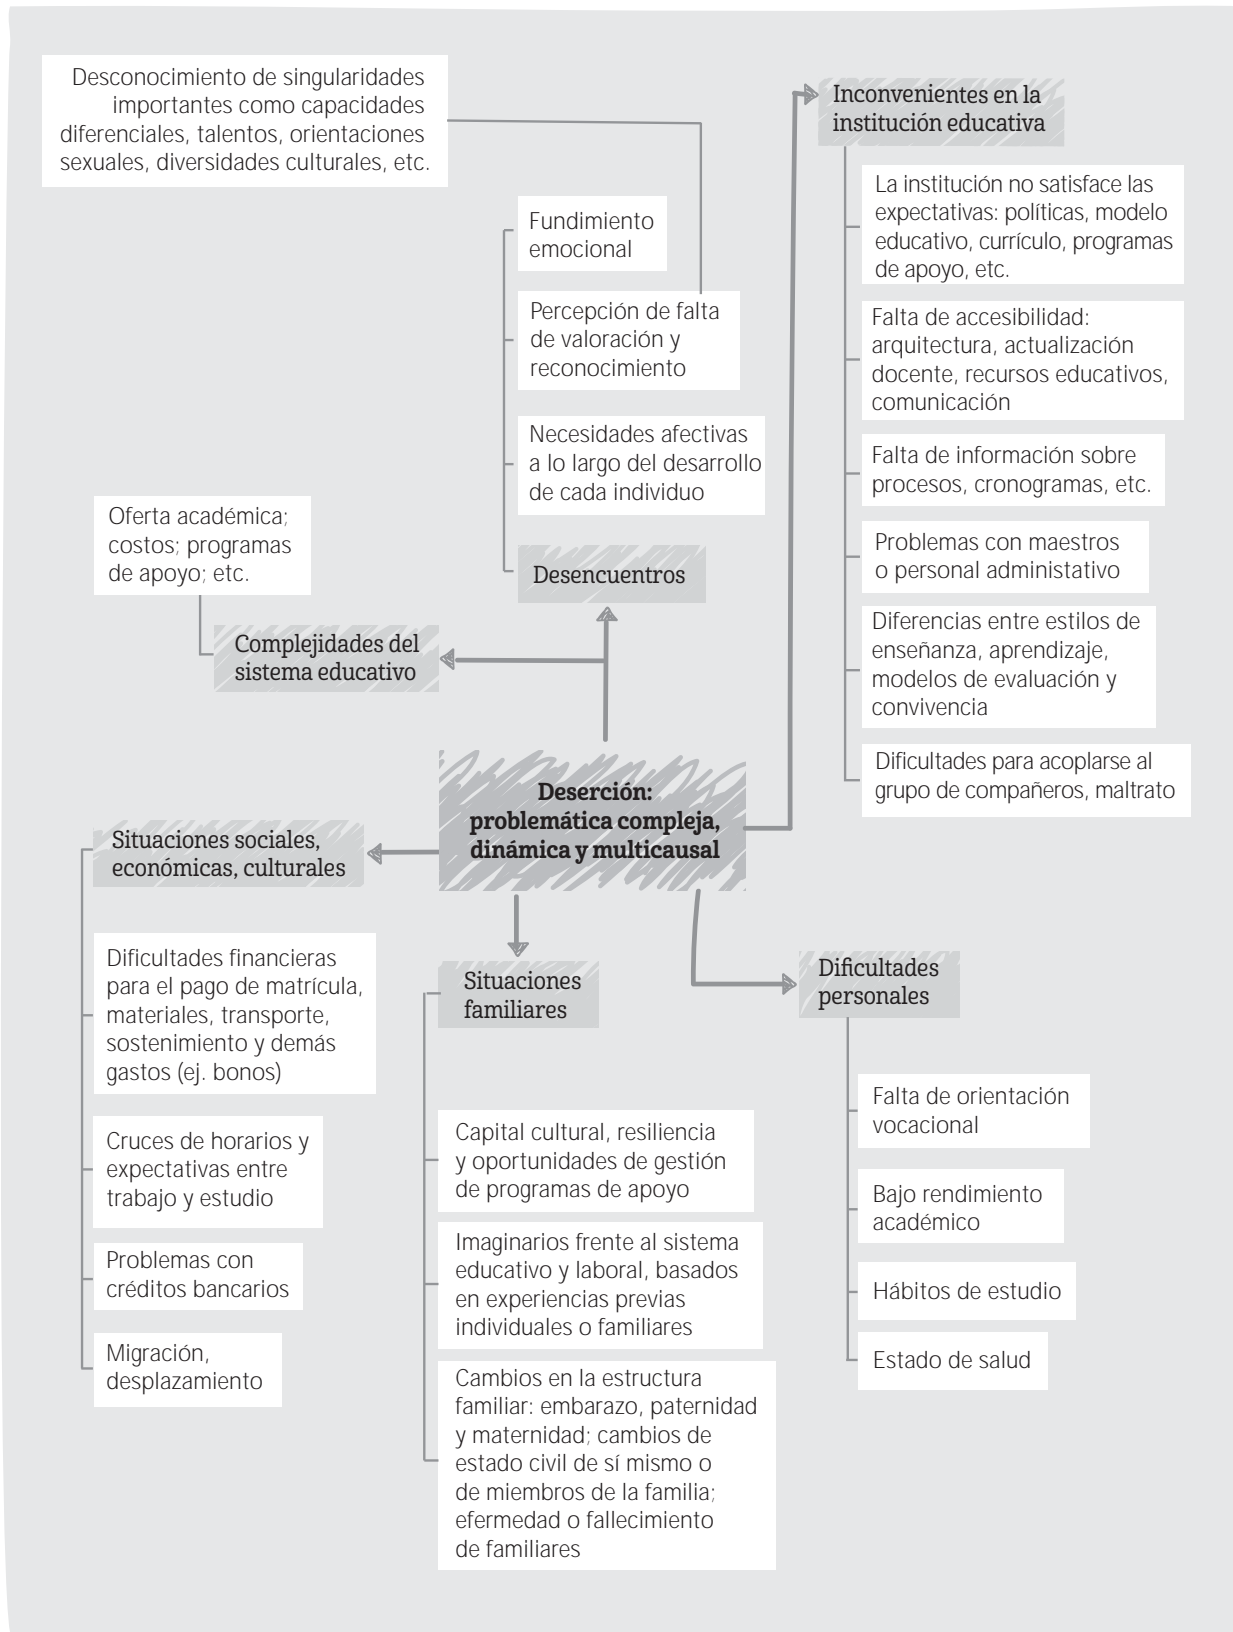 Desconocimiento de singularidades
importantes como capacidades
diferenciales, talentos, orientaciones
sexuales, diversidades culturales, etc.
Fundimiento
emocional
Percepción de falta
de valoración y
reconocimiento
Necesidades afectivas
a lo largo del desarrollo
de cada individuo
Desencuentros
Oferta académica;
costos; programas
de apoyo; etc.
Complejidades del
sistema educativo
Inconvenientes en la
institución educativa
La institución no satisface las
expectativas: políticas, modelo
educativo, currículo, programas
de apoyo, etc.
Falta de accesibilidad:
arquitectura, actualización
docente, recursos educativos,
comunicación
Falta de información sobre
procesos, cronogramas, etc.
Problemas con maestros
o personal administativo
Diferencias entre estilos de
enseñanza, aprendizaje,
modelos de evaluación y
convivencia
Dificultades para acoplarse al
grupo de compañeros, maltrato
Deserción:
problemática compleja,
dinámica y multicausal
Situaciones sociales,
económicas, culturales
Dificultades financieras
para el pago de matrícula,
materiales, transporte,
sostenimiento y demás
gastos (ej. bonos)
Cruces de horarios y
expectativas entre
trabajo y estudio
Problemas con
créditos bancarios
Migración,
desplazamiento
Situaciones
familiares
Capital cultural, resiliencia
y oportunidades de gestión
de programas de apoyo
Imaginarios frente al sistema
educativo y laboral, basados
en experiencias previas
individuales o familiares
Cambios en la estructura
familiar: embarazo, paternidad
y maternidad; cambios de
estado civil de sí mismo o
de miembros de la familia;
efermedad o fallecimiento
de familiares
Dificultades
personales
Falta de orientación
vocacional
Bajo rendimiento
académico
Hábitos de estudio
Estado de salud